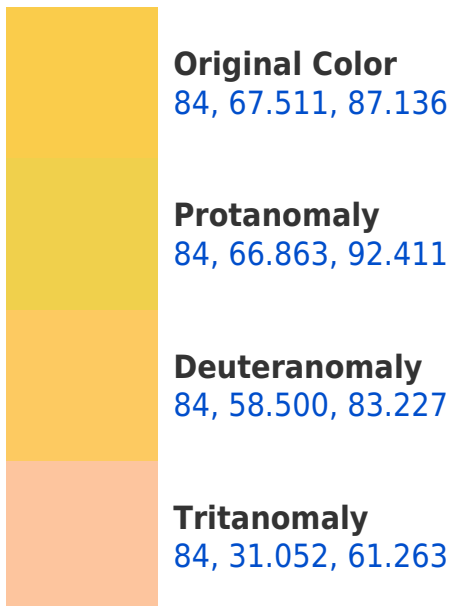 Original Color
84, 67.511, 87.136
Protanomaly
84, 66.863, 92.411
Deuteranomaly
84, 58.500, 83.227
Tritanomaly
84, 31.052, 61.263